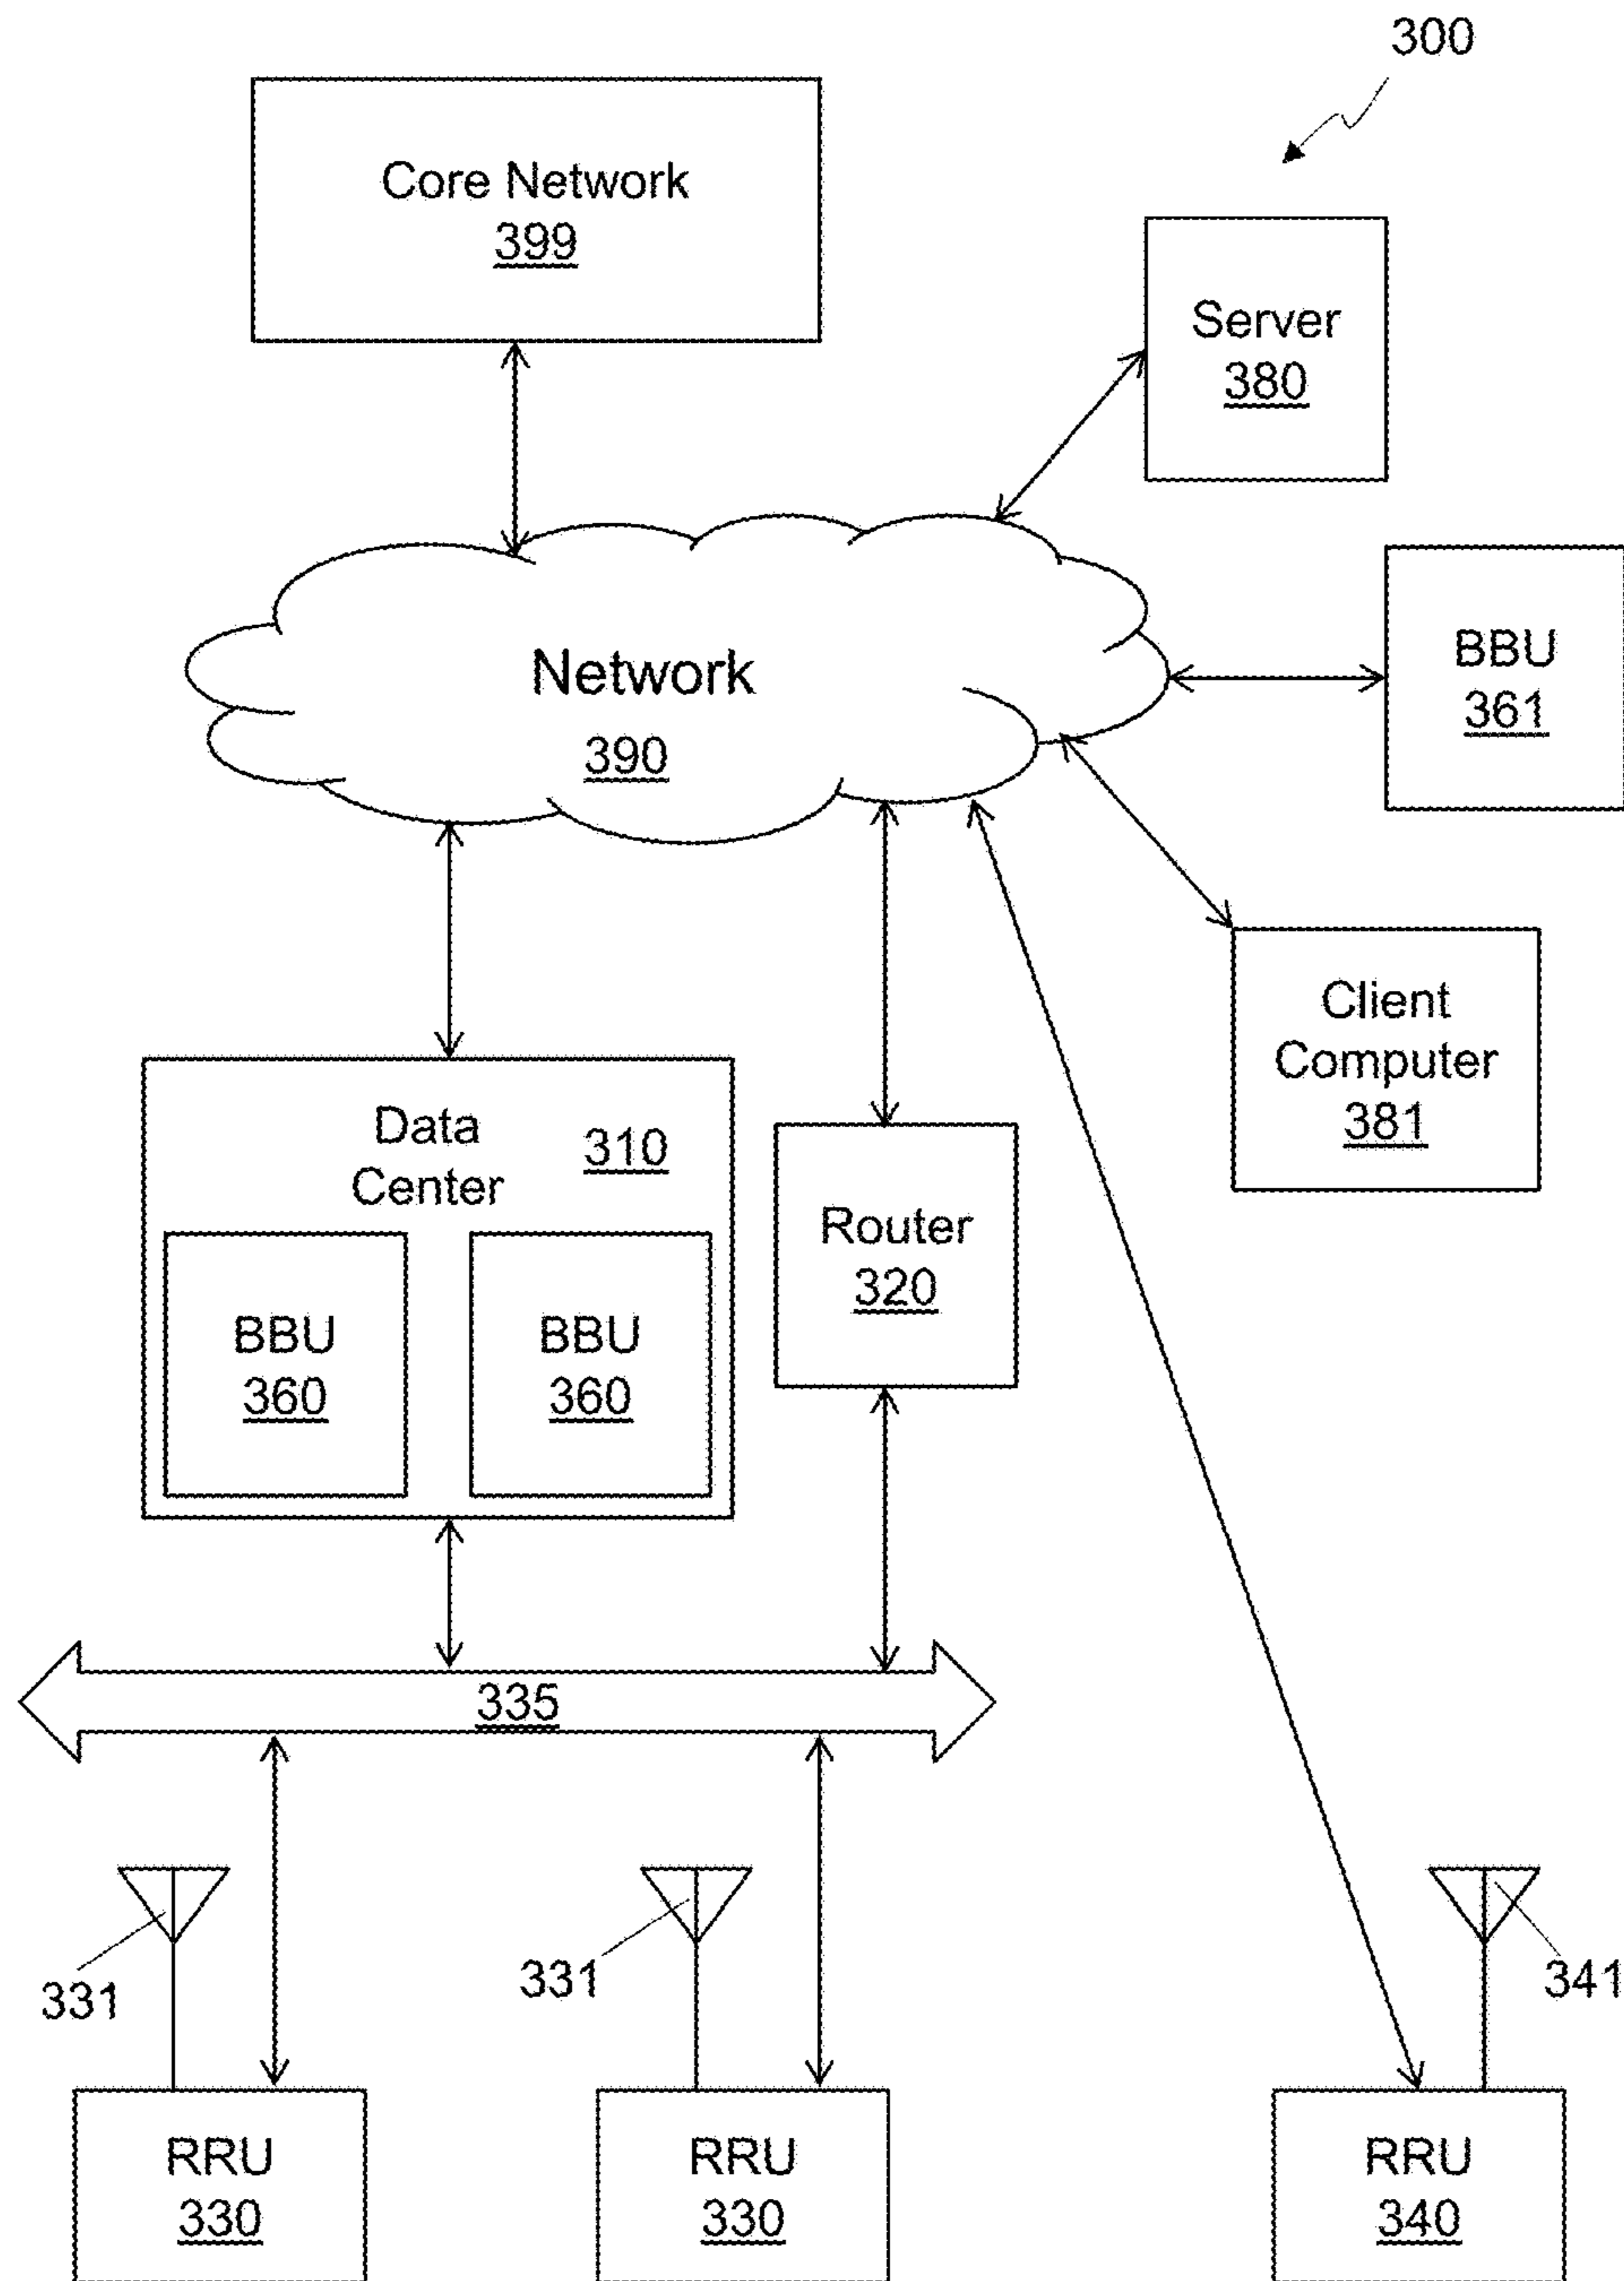 300
Core Network
399
Server
380
Network
390
BBU
361
Client
Computer
381
Data
Center
310
Router
320
BBU
360
BBU
360
335
331
331
341
RRU
330
RRU
330
RRU
340